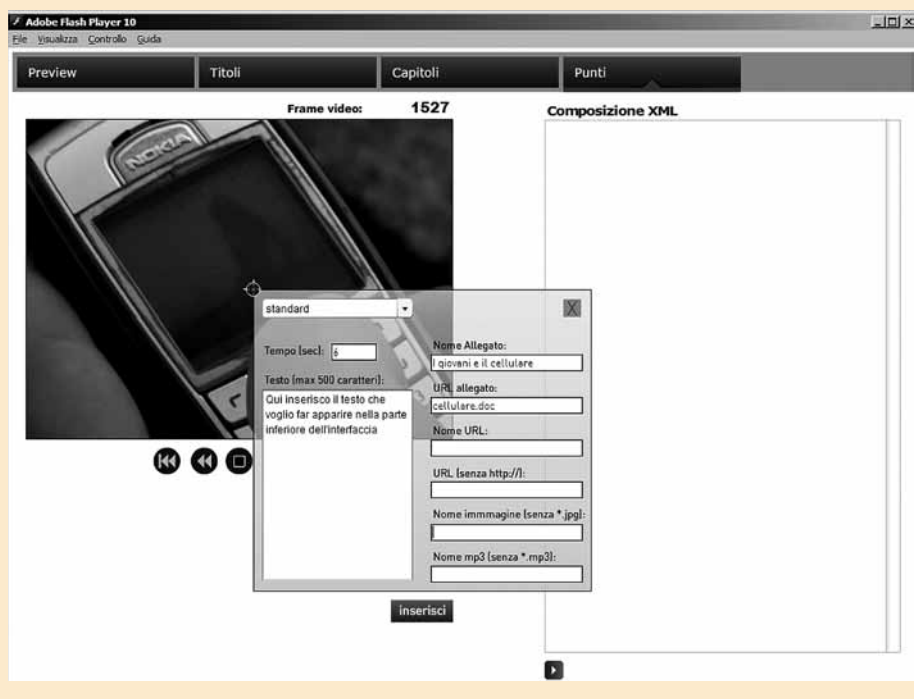 Adobe Flash Player 10
File Visualizza Controllo Guida
Preview Titoli Capitoli Punti
Frame video: 1527
Composizione XML
NOKIA
standard
X
Tempo (sec): 6
Testo (max 500 caratteri):
Qui inserisco il testo che
voglio far apparire nella parte
inferiore dell'interfaccia
Nome Allegato:
I giovani e il cellulare
URL allegato:
cellulare.doc
Nome URL:
URL (senza http://):
Nome immmagine (senza *.jpg):
Nome mp3 (senza *.mp3):
inserisci